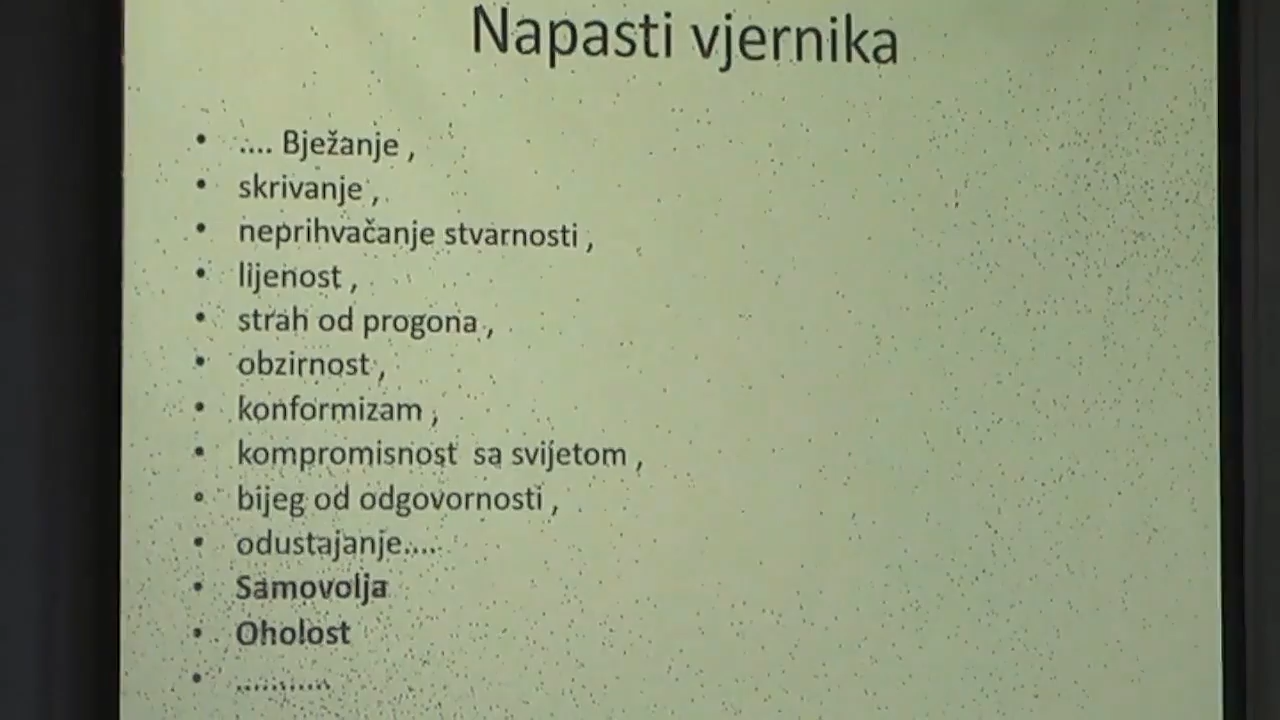 Napasti vjernika
• .... Bježanje ,
• skrivanje ,
• neprihvačanje stvarnosti ,
• lijenost ,
• strah od progona ,
• obzirnost ,
• konformizam ,
• kompromisnost sa svijetom ,
• bijeg od odgovornosti ,
• odustajanje....
• Samovolja
• Oholost
• ...........